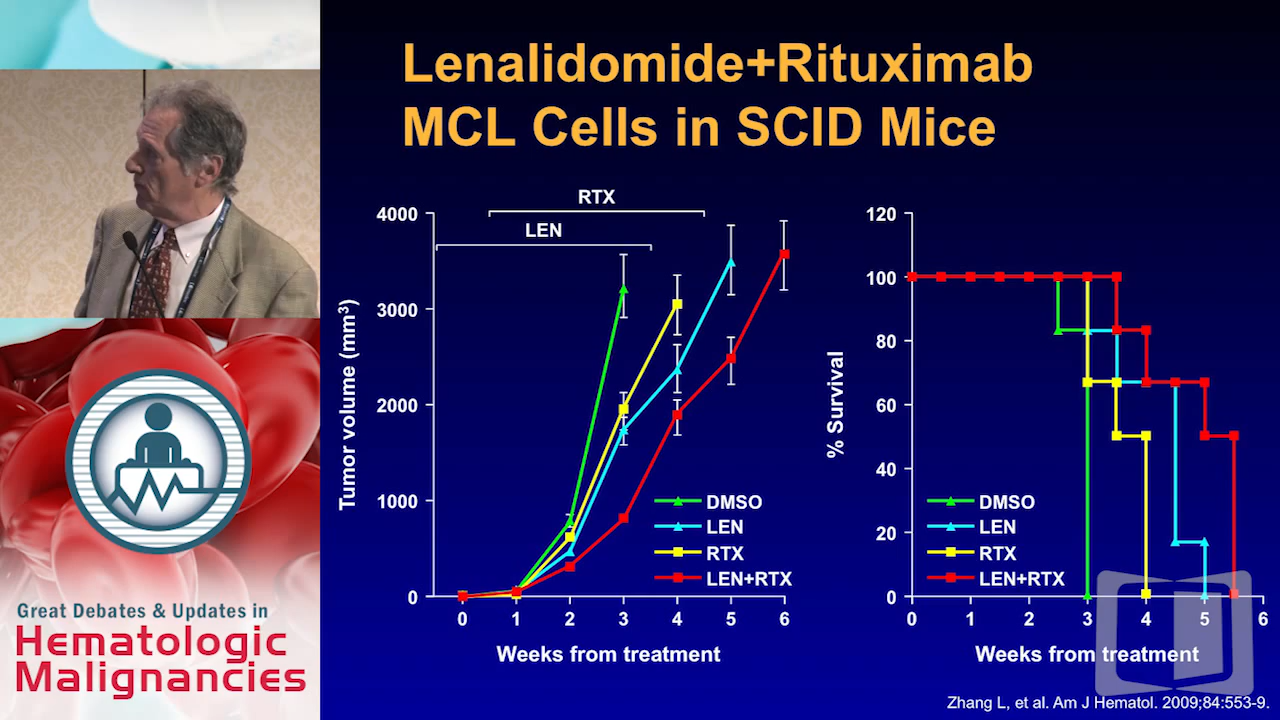 Lenalidomide+Rituximab
MCL Cells in SCID Mice
RTX
LEN
4000
3000
2000
1000
0
Tumor volume (mm³)
0 1 2 3 4 5 6
Weeks from treatment
DMSO
LEN
RTX
LEN+RTX
120
100
80
60
40
20
0
% Survival
0 1 2 3 4 5 6
Weeks from treatment
DMSO
LEN
RTX
LEN+RTX
Zhang L, et al. Am J Hematol. 2009;84:553-9.
Great Debates & Updates in
Hematologic
Malignancies